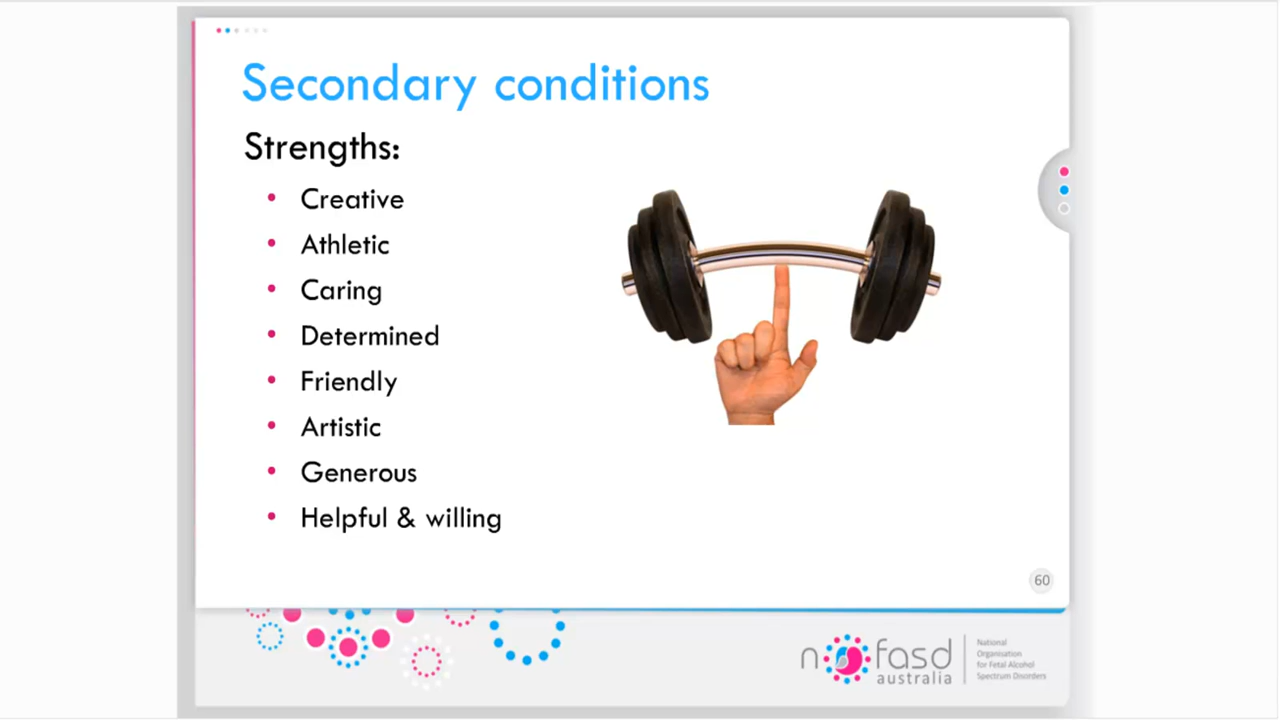 Secondary conditions
Strengths:
• Creative
• Athletic
• Caring
• Determined
• Friendly
• Artistic
• Generous
• Helpful & willing
60
nofasd
australia
National
Organisation
for Fetal Alcohol
Spectrum Disorders